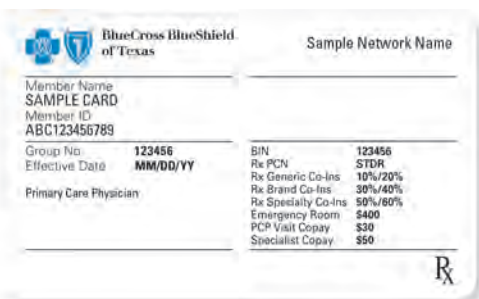 BlueCross BlueShield
of Texas
Sample Network Name
Member Name
SAMPLE CARD
Member ID
ABC123456789
Group No. 123456
Effective Date MM/DD/YY
Primary Care Physician
BIN 123456
Rx PCN STDR
Rx Generic Co-Ins 10%/20%
Rx Brand Co-Ins 30%/40%
Rx Specialty Co-Ins 50%/60%
Emergency Room $400
PCP Visit Copay $30
Specialist Copay $50
Rx